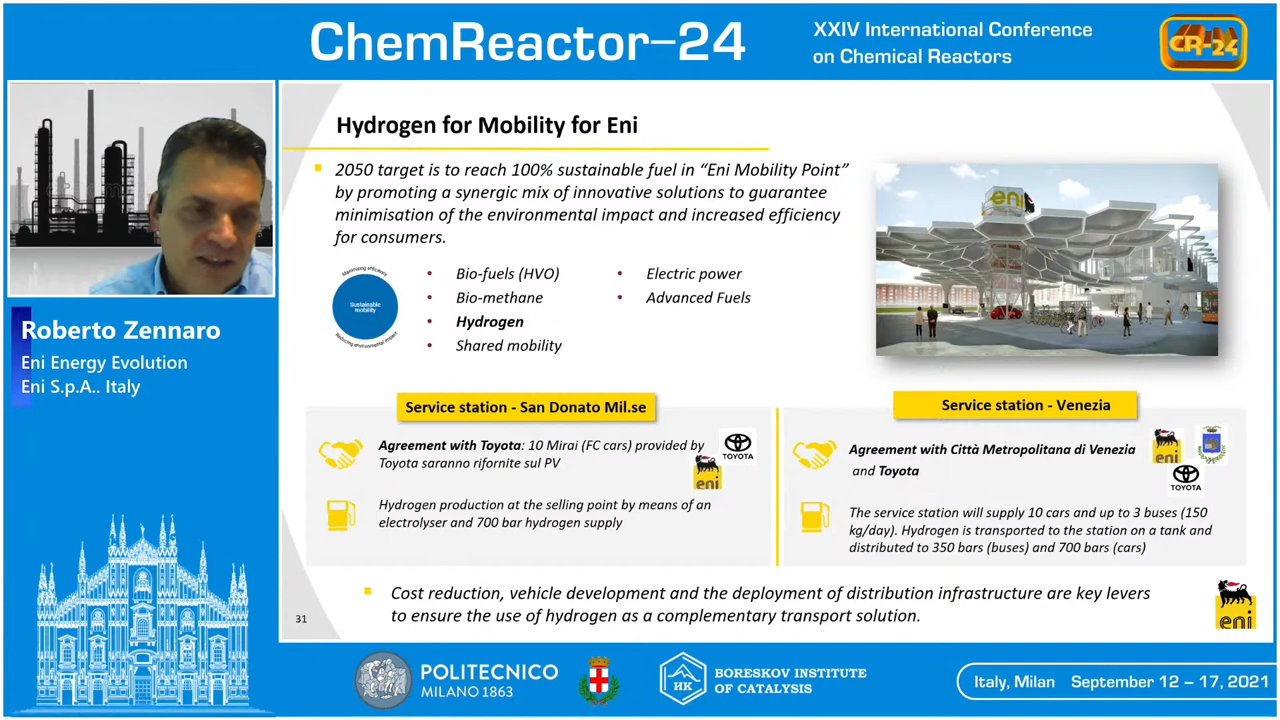 ChemReactor–24
XXIV International Conference
on Chemical Reactors
CR-24
Roberto Zennaro
Eni Energy Evolution
Eni S.p.A.. Italy
Hydrogen for Mobility for Eni
2050 target is to reach 100% sustainable fuel in “Eni Mobility Point”
by promoting a synergic mix of innovative solutions to guarantee
minimisation of the environmental impact and increased efficiency
for consumers.
Maximizing efficiency
Sustainable
mobility
Reducing environmental impact
• Bio-fuels (HVO)
• Bio-methane
• Hydrogen
• Shared mobility
• Electric power
• Advanced Fuels
eni
Service station - San Donato Mil.se
Agreement with Toyota: 10 Mirai (FC cars) provided by
Toyota saranno rifornite sul PV
TOYOTA
eni
Hydrogen production at the selling point by means of an
electrolyser and 700 bar hydrogen supply
Service station - Venezia
Agreement with Città Metropolitana di Venezia
and Toyota
eni
TOYOTA
The service station will supply 10 cars and up to 3 buses (150
kg/day). Hydrogen is transported to the station on a tank and
distributed to 350 bars (buses) and 700 bars (cars)
Cost reduction, vehicle development and the deployment of distribution infrastructure are key levers
to ensure the use of hydrogen as a complementary transport solution.
31
eni
POLITECNICO
MILANO 1863
HK
BORESKOV INSTITUTE
OF CATALYSIS
Italy, Milan September 12 – 17, 2021